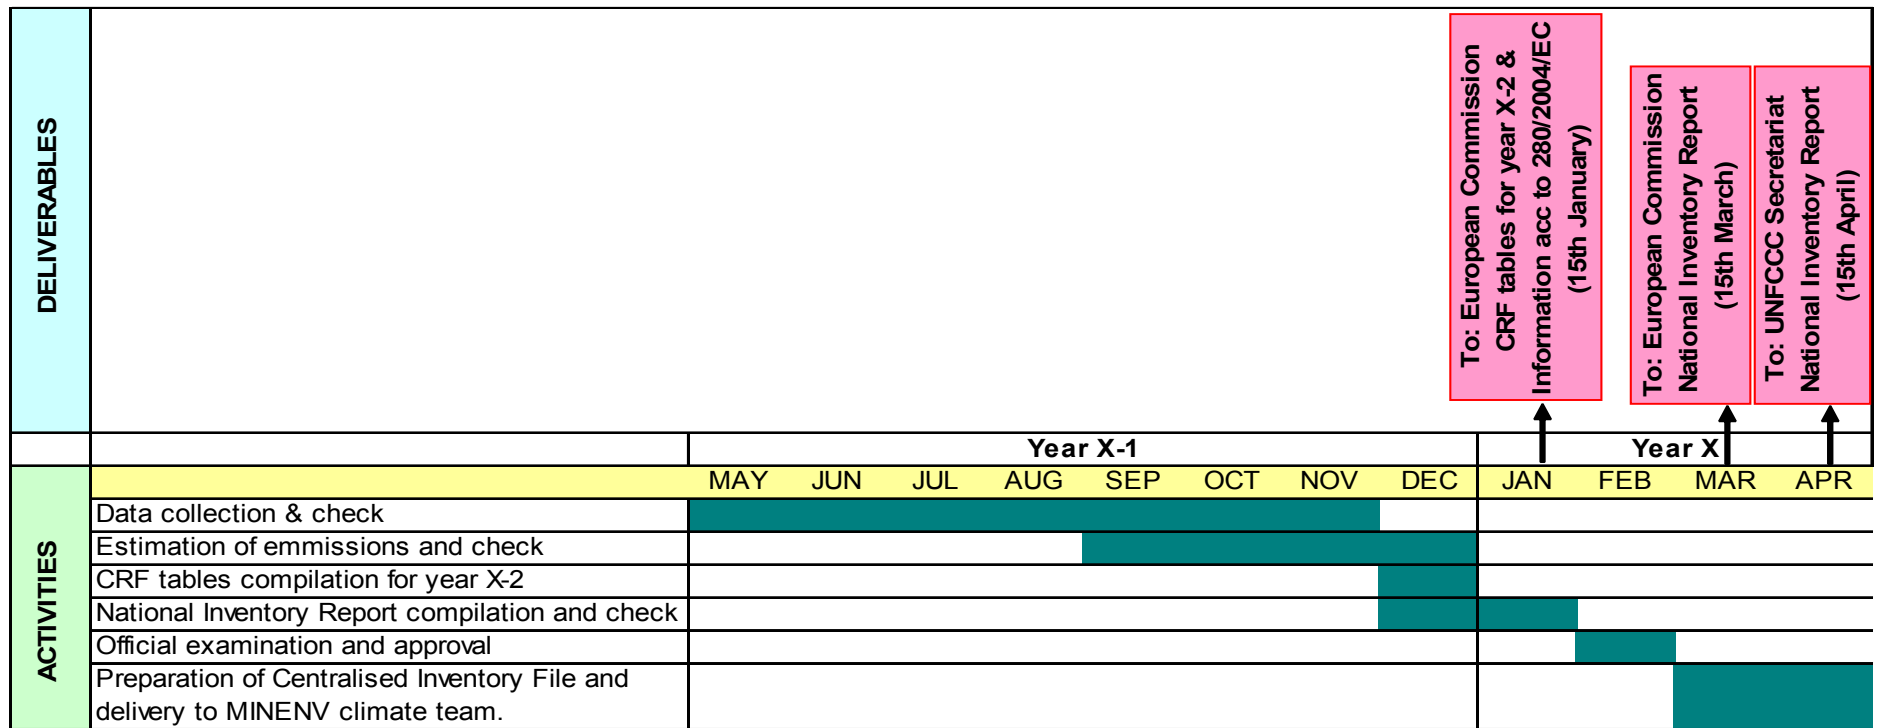 DELIVERABLES
To: European Commission
CRF tables for year X-2 &
Information acc to 280/2004/EC
(15th January)
To: European Commission
National Inventory Report
(15th March)
To: UNFCCC Secretariat
National Inventory Report
(15th April)
Year X-1 Year X
MAY JUN JUL AUG SEP OCT NOV DEC JAN FEB MAR APR
ACTIVITIES
Data collection & check
Estimation of emmissions and check
CRF tables compilation for year X-2
National Inventory Report compilation and check
Official examination and approval
Preparation of Centralised Inventory File and
delivery to MINENV climate team.